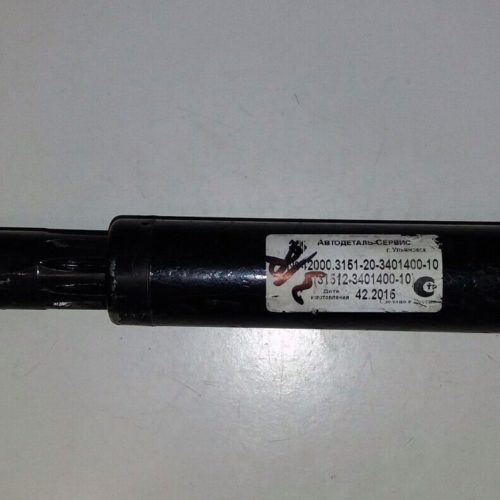 Автодеталь-Сервис
г. Ульяновск
42000.3151-20-3401400-10
31512-3401400-10
Дата
изготовления 42.2016